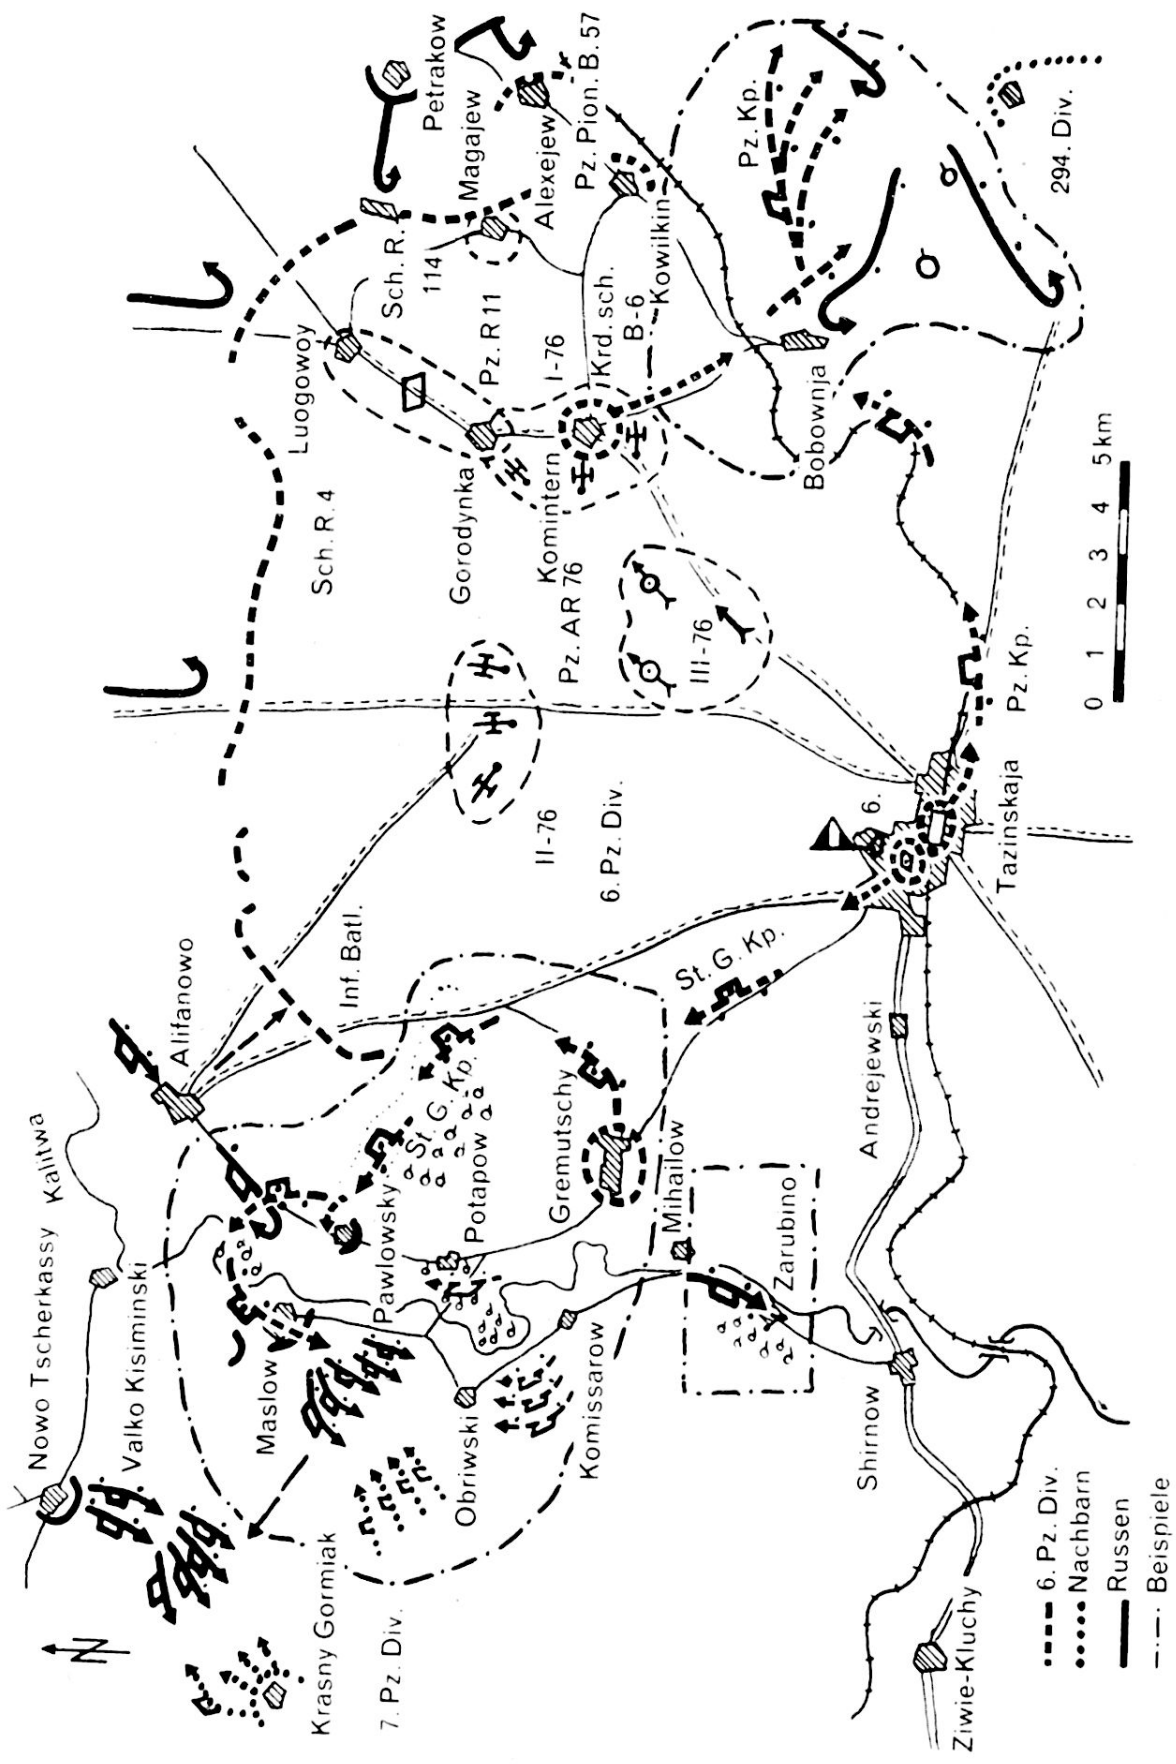 N
Nowo Tscherkassy
Kalitwa
Valko Kisiminski
Alifanowo
Krasny Gormiak
7. Pz. Div.
Maslow
Pawlowsky
Obriwski
Potapow
St. G. Kp.
Inf. Batl.
Komissarow
Gremutschy
Mihailow
Zarubino
St. G. Kp.
Shirnow
Andrejewski
Ziwie-Kluchy
Tazinskaja
6.
6. Pz. Div.
II-76
Sch. R. 4
Luogowoy
Gorodynka
Komintern
Pz. AR 76
III-76
Sch. R.
114
Pz. R 11
I-76
Krd. sch.
B-6
Petrakow
Magajew
Alexejew
Pz. Pion. B. 57
Kowilkin
Bobownja
Pz. Kp.
294. Div.
Pz. Kp.
0 1 2 3 4 5 km
6. Pz. Div.
Nachbarn
Russen
Beispiele